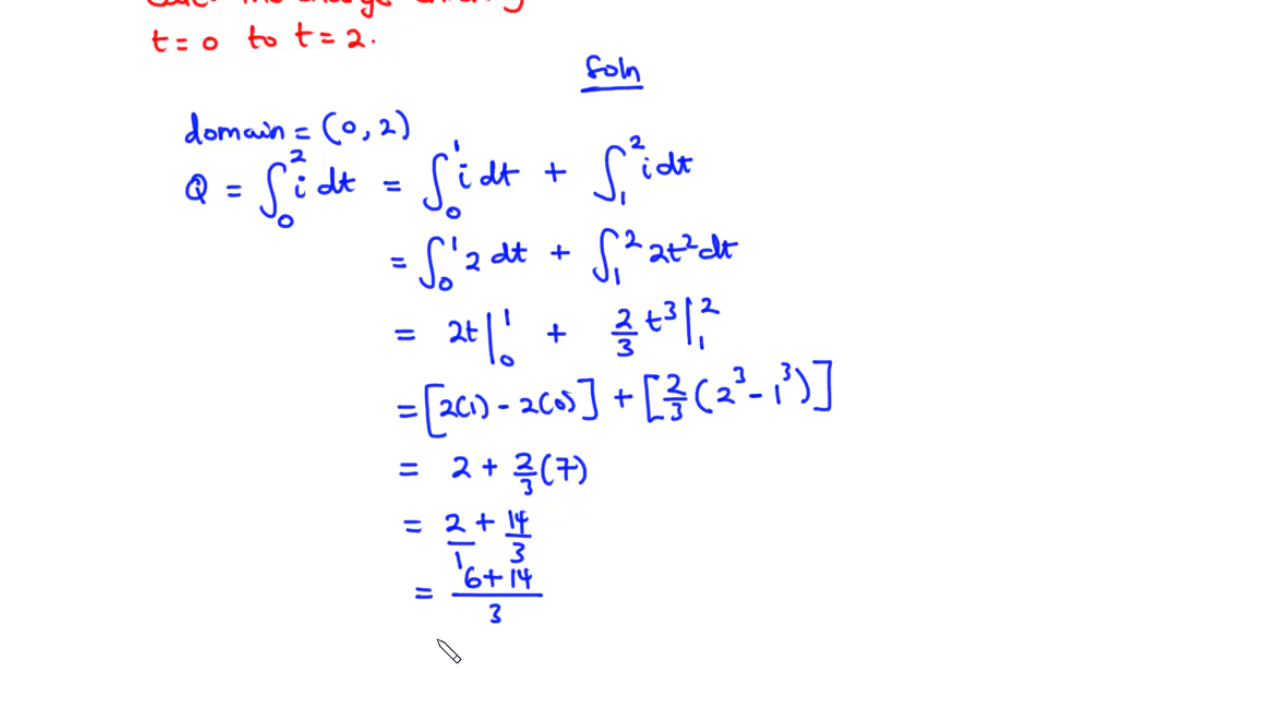 the charge
t = 0 to t = 2.
Soln
domain = (0, 2)
Q = ∫₀² i dt = ∫₀¹ i dt + ∫₁² i dt
= ∫₀¹ 2 dt + ∫₁² 2t² dt
= 2t |₀¹ + 2/3 t³ |₁²
= [2(1) - 2(0)] + [2/3 (2³ - 1³)]
= 2 + 2/3 (7)
= 2/1 + 14/3
= (6 + 14)/3